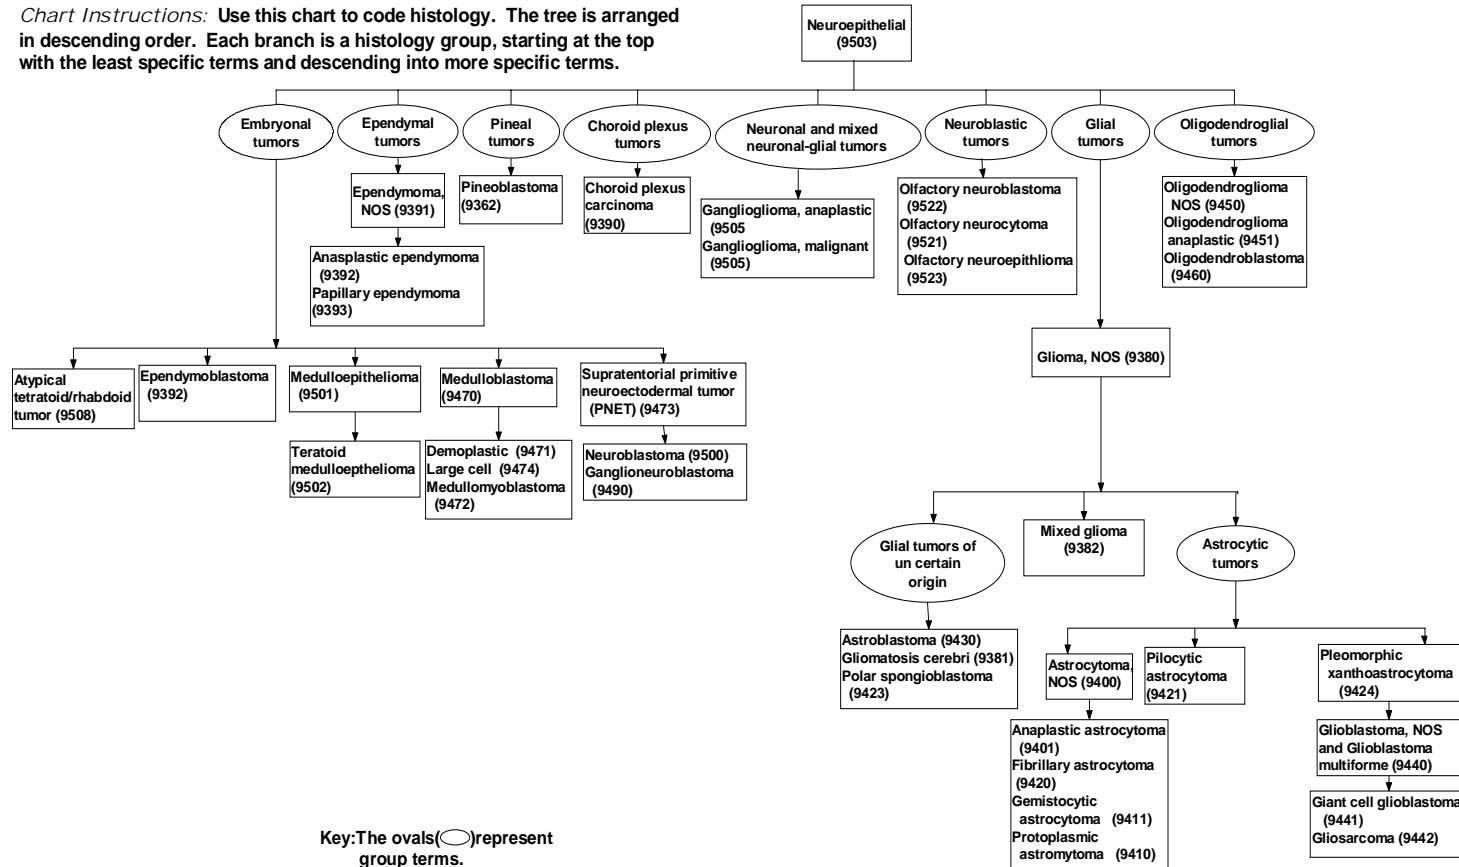 Chart Instructions: Use this chart to code histology. The tree is arranged
in descending order. Each branch is a histology group, starting at the top
with the least specific terms and descending into more specific terms.
Neuroepithelial
(9503)
Embryonal
tumors
Ependymal
tumors
Pineal
tumors
Choroid plexus
tumors
Neuronal and mixed
neuronal-glial tumors
Neuroblastic
tumors
Glial
tumors
Oligodendroglial
tumors
Ependymoma,
NOS (9391)
Anasplastic ependymoma
(9392)
Papillary ependymoma
(9393)
Pineoblastoma
(9362)
Choroid plexus
carcinoma
(9390)
Ganglioglioma, anaplastic
(9505
Ganglioglioma, malignant
(9505)
Olfactory neuroblastoma
(9522)
Olfactory neurocytoma
(9521)
Olfactory neuroepithlioma
(9523)
Oligodendroglioma
NOS (9450)
Oligodendroglioma
anaplastic (9451)
Oligodendroblastoma
(9460)
Glioma, NOS (9380)
Atypical
tetratoid/rhabdoid
tumor (9508)
Ependymoblastoma
(9392)
Medulloepithelioma
(9501)
Teratoid
medulloepthelioma
(9502)
Medulloblastoma
(9470)
Demoplastic (9471)
Large cell (9474)
Medullomyoblastoma
(9472)
Supratentorial primitive
neuroectodermal tumor
(PNET) (9473)
Neuroblastoma (9500)
Ganglioneuroblastoma
(9490)
Glial tumors of
un certain
origin
Mixed glioma
(9382)
Astrocytic
tumors
Astroblastoma (9430)
Gliomatosis cerebri (9381)
Polar spongioblastoma
(9423)
Astrocytoma,
NOS (9400)
Pilocytic
astrocytoma
(9421)
Pleomorphic
xanthoastrocytoma
(9424)
Anaplastic astrocytoma
(9401)
Fibrillary astrocytoma
(9420)
Gemistocytic
astrocytoma (9411)
Protoplasmic
astromytoma (9410)
Glioblastoma, NOS
and Glioblastoma
multiforme (9440)
Giant cell glioblastoma
(9441)
Gliosarcoma (9442)
Key:The ovals()represent
group terms.